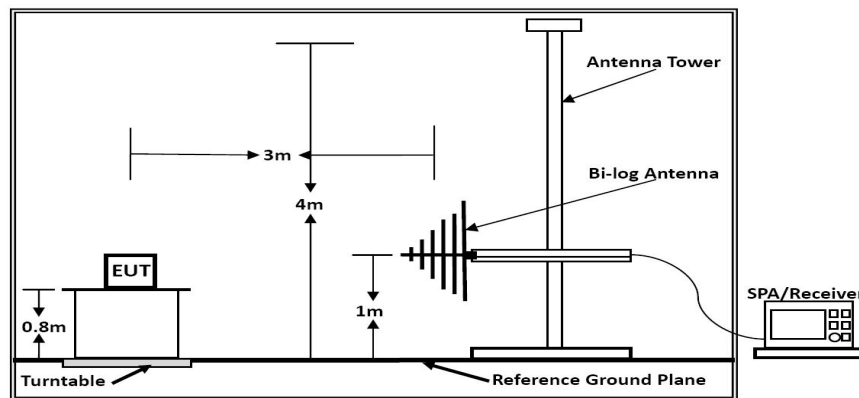 Antenna Tower
3m
Bi-log Antenna
4m
EUT
SPA/Receiver
0.8m
1m
Turntable
Reference Ground Plane